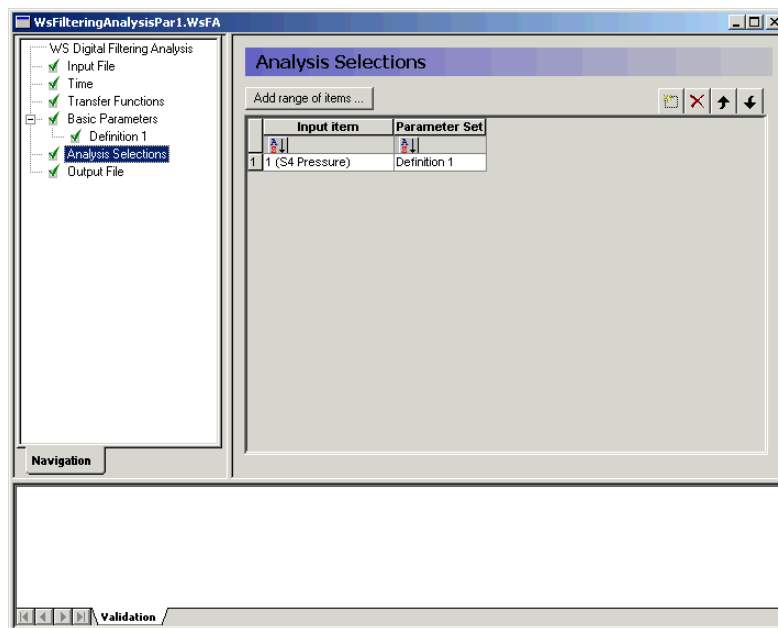 WsFilteringAnalysisPar1.WsFA
WS Digital Filtering Analysis
Input File
Time
Transfer Functions
Basic Parameters
Definition 1
Analysis Selections
Output File
Navigation
Analysis Selections
Add range of items ...
Input item Parameter Set
1 1 (S4 Pressure) Definition 1
Validation